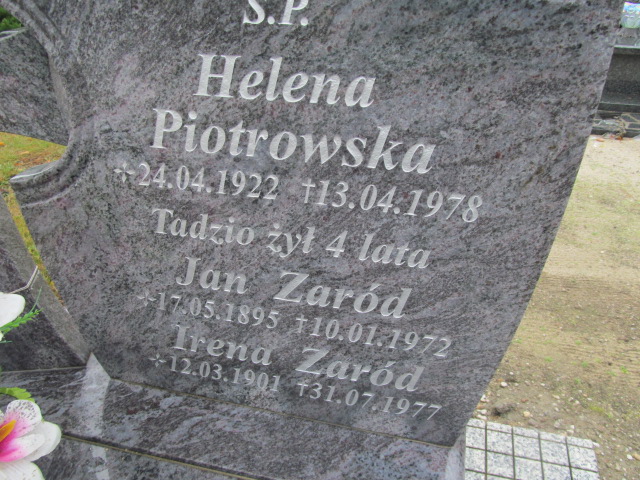 Ś.P.
Helena
Piotrowska
*24.04.1922 †13.04.1978
Tadzio żył 4 lata
Jan Zaród
*17.05.1895 †10.01.1972
Irena Zaród
*12.03.1901 †31.07.1977